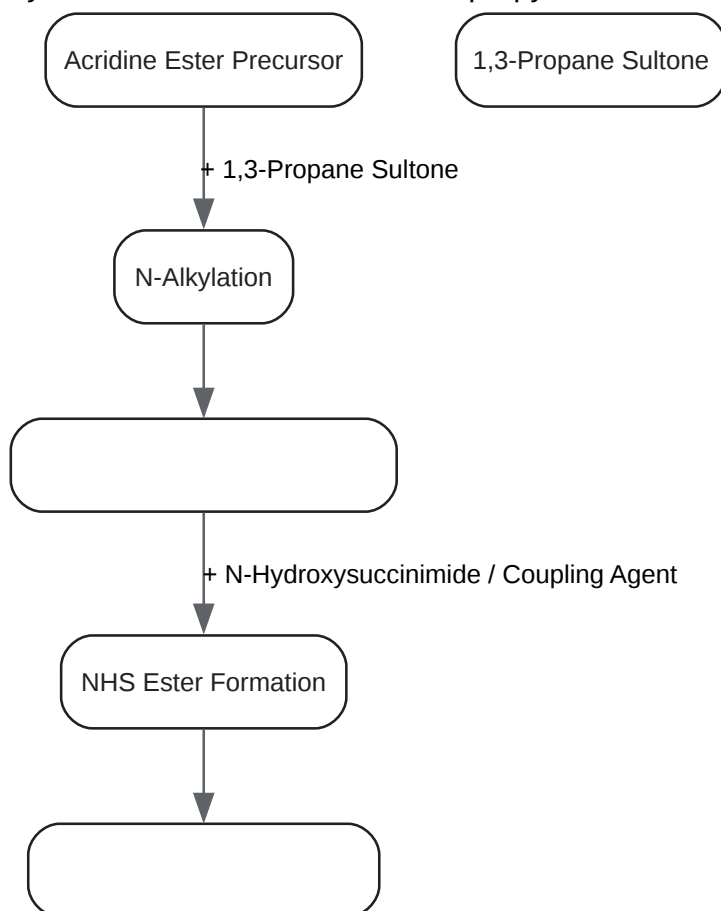 Acridine Ester Precursor
1,3-Propane Sultone
+ 1,3-Propane Sultone
N-Alkylation
+ N-Hydroxysuccinimide / Coupling Agent
NHS Ester Formation